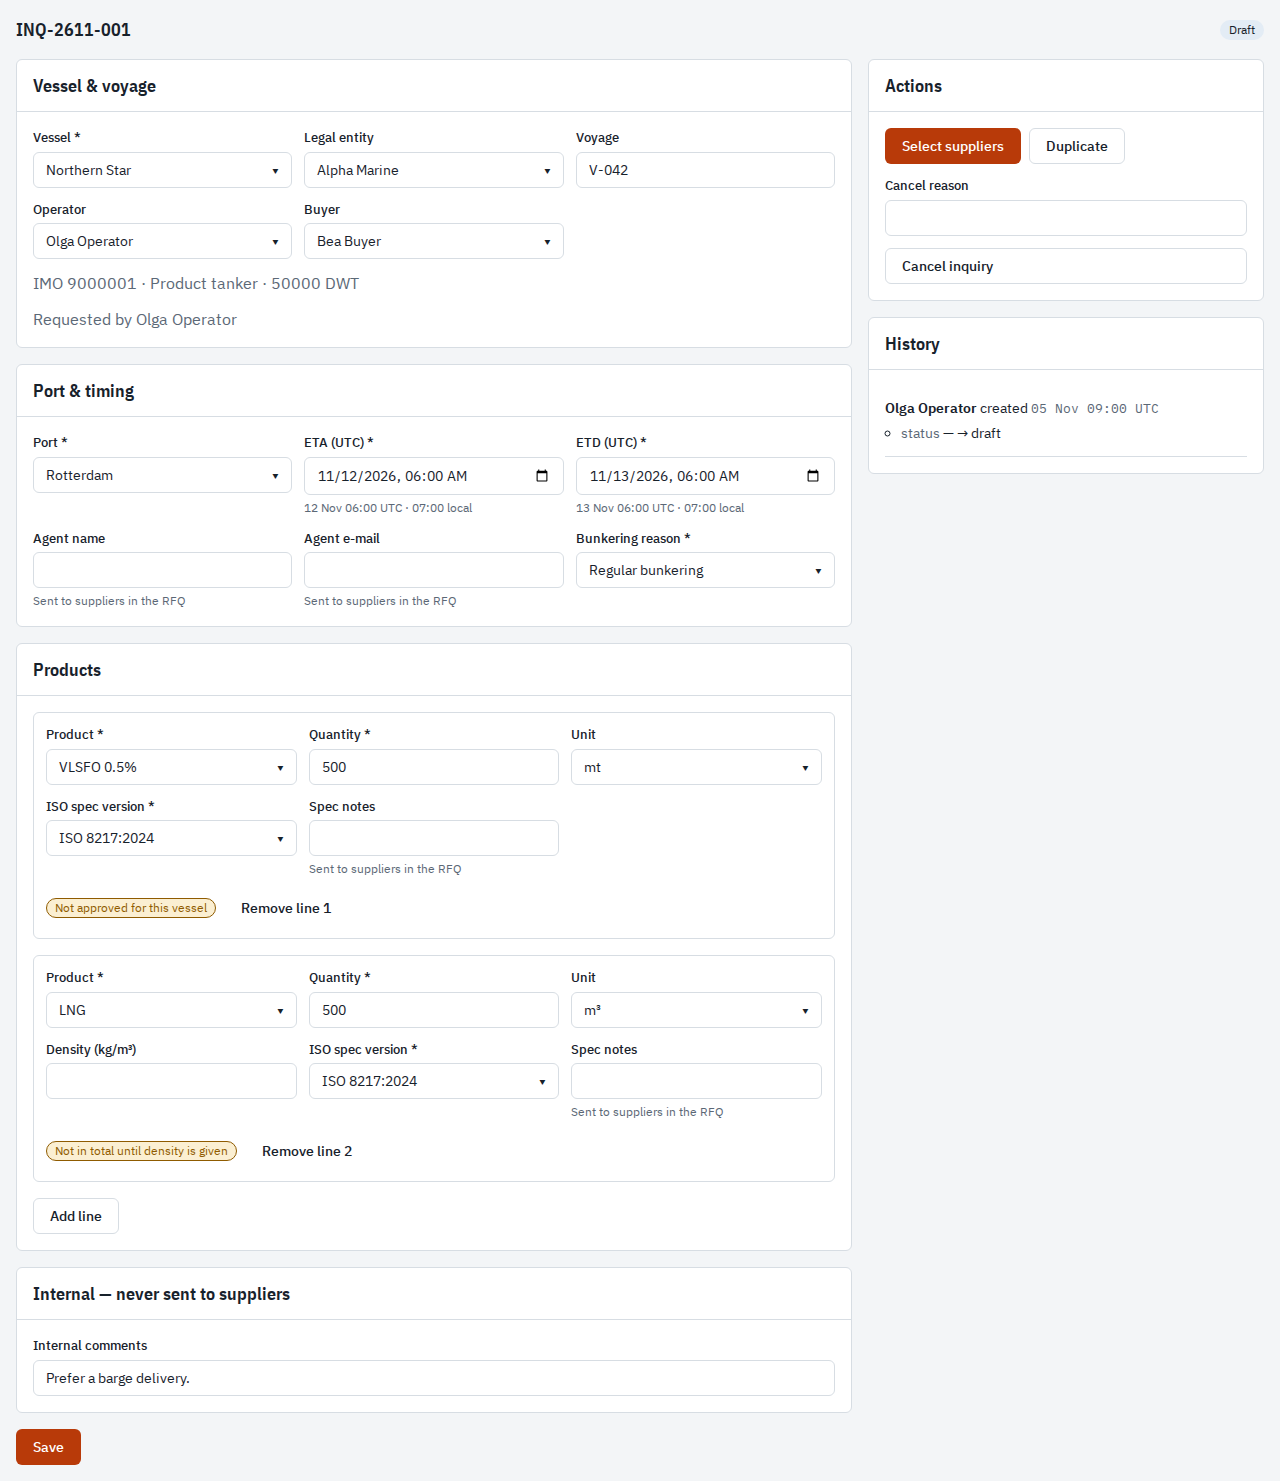 INQ-2611-001
Draft
Vessel & voyage
Vessel *
Legal entity
Voyage
Northern Star
Alpha Marine
V-042
Operator
Buyer
Olga Operator
Bea Buyer
IMO 9000001 · Product tanker · 50000 DWT
Requested by Olga Operator
Port & timing
Port *
ETA (UTC) *
ETD (UTC) *
Rotterdam
11/12/2026, 06:00 AM
11/13/2026, 06:00 AM
12 Nov 06:00 UTC · 07:00 local
13 Nov 06:00 UTC · 07:00 local
Agent name
Agent e-mail
Bunkering reason *
Regular bunkering
Sent to suppliers in the RFQ
Sent to suppliers in the RFQ
Products
Product *
Quantity *
Unit
VLSFO 0.5%
500
mt
ISO spec version *
Spec notes
ISO 8217:2024
Sent to suppliers in the RFQ
Not approved for this vessel
Remove line 1
Product *
Quantity *
Unit
LNG
500
m³
Density (kg/m³)
ISO spec version *
Spec notes
ISO 8217:2024
Sent to suppliers in the RFQ
Not in total until density is given
Remove line 2
Add line
Internal — never sent to suppliers
Internal comments
Prefer a barge delivery.
Save
Actions
Select suppliers
Duplicate
Cancel reason
Cancel inquiry
History
Olga Operator created 05 Nov 09:00 UTC
status — → draft